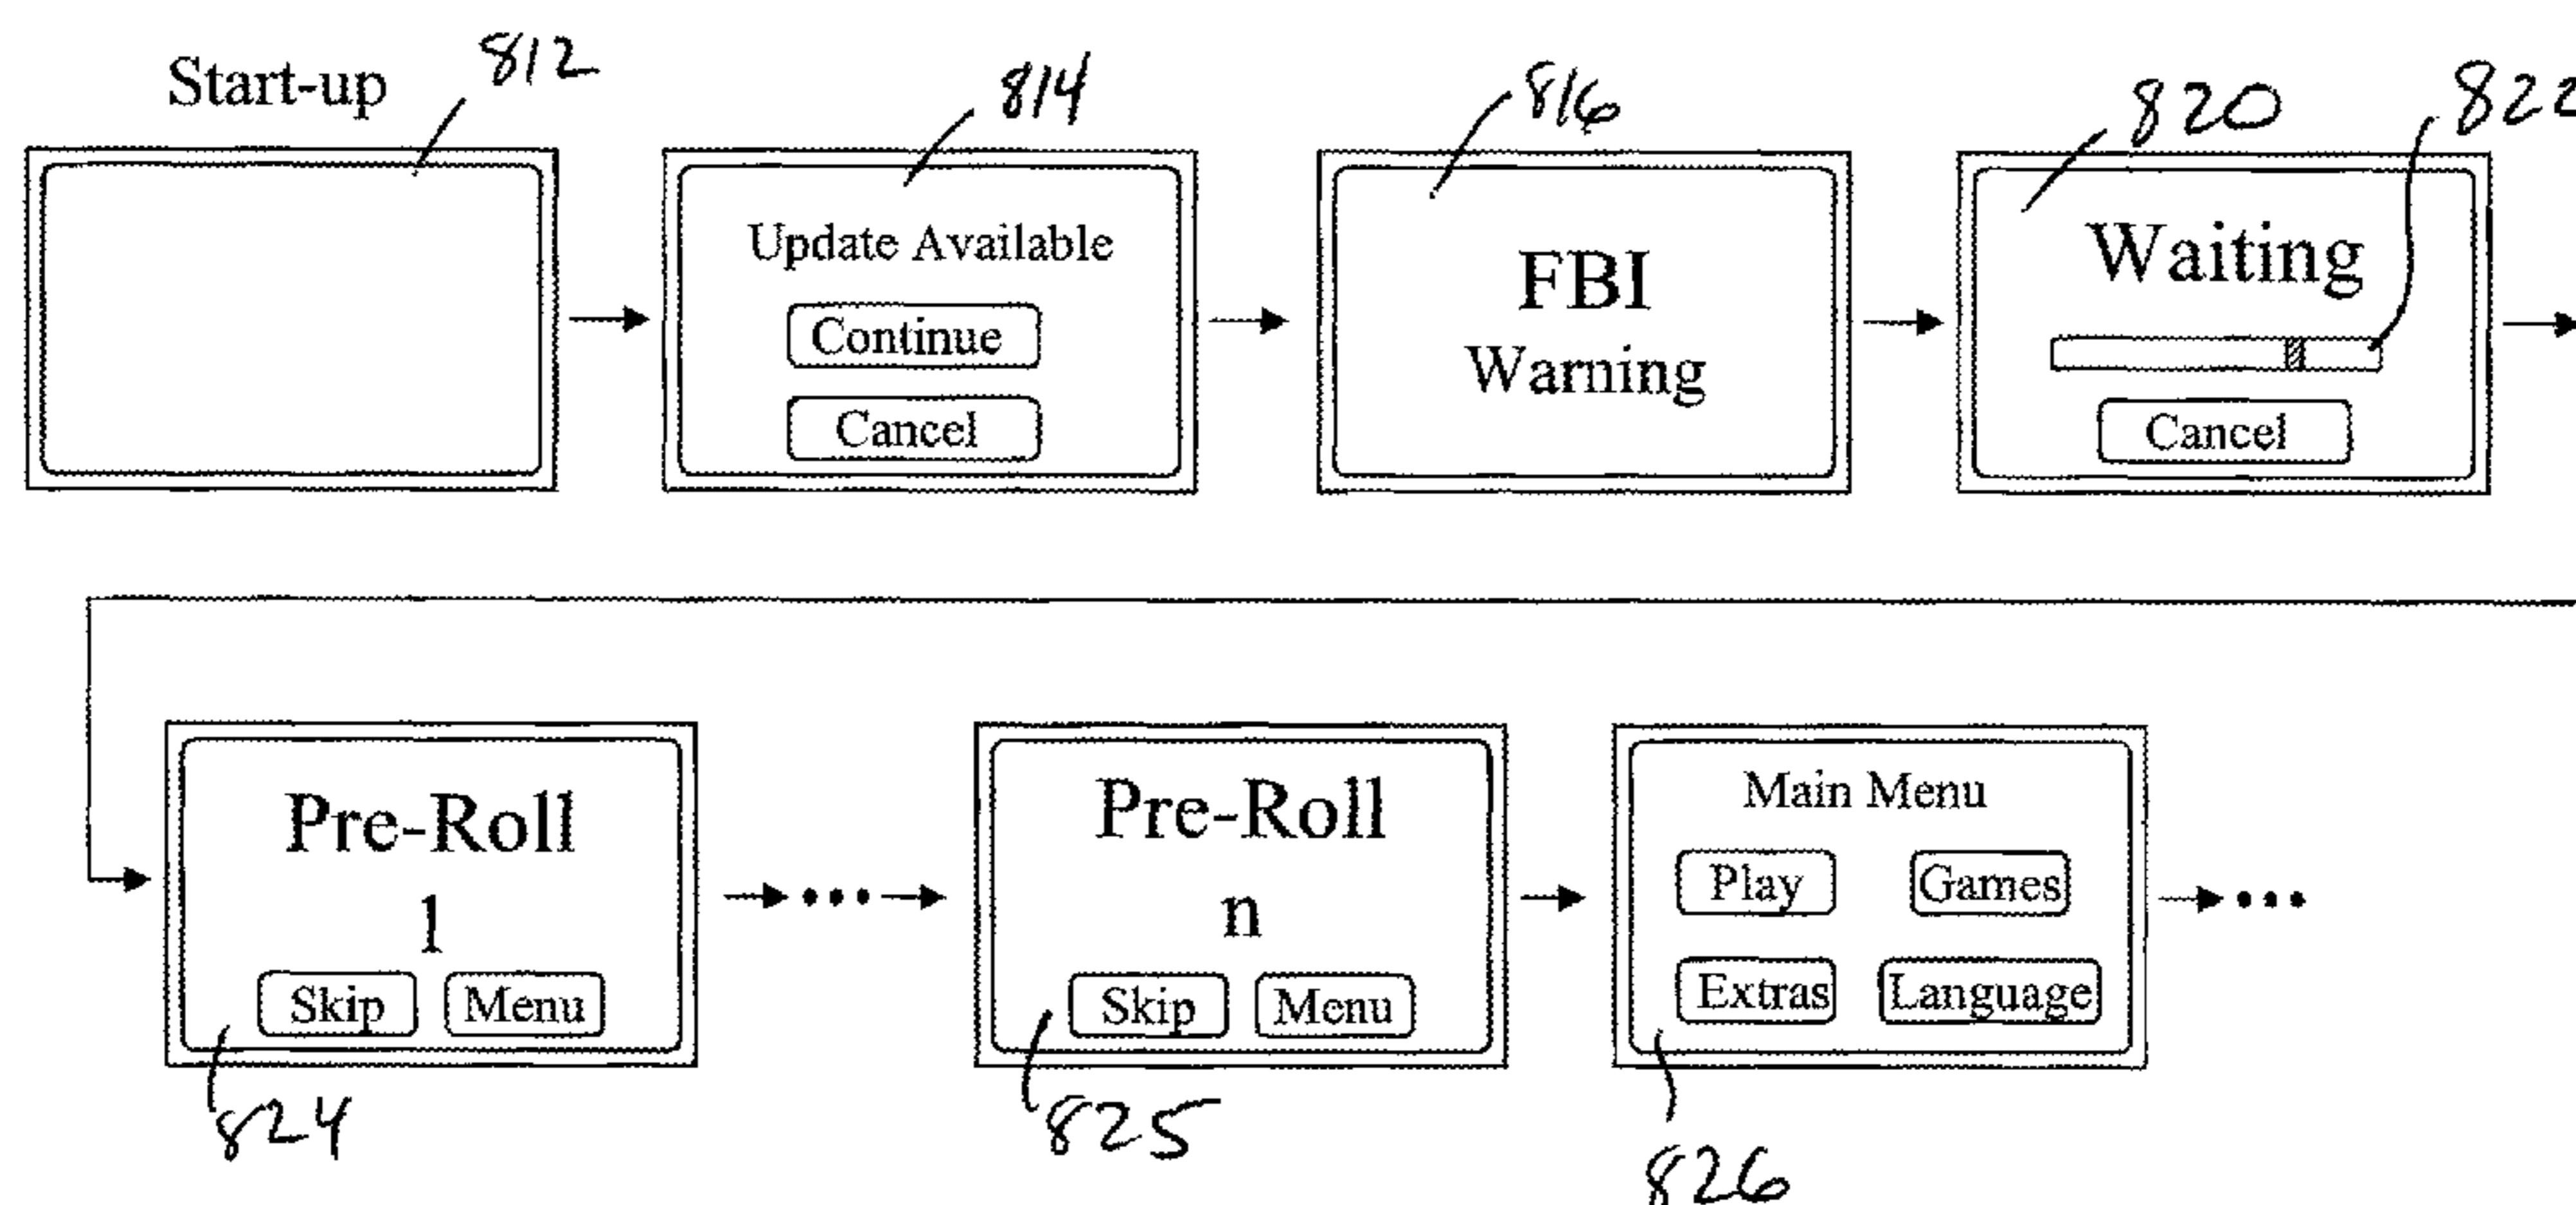 Start-up
812
814
816
820
822
Update Available
Continue
Cancel
FBI
Warning
Waiting
Cancel
Pre-Roll
1
Skip Menu
824
Pre-Roll
n
Skip Menu
825
Main Menu
Play Games
Extras Language
826